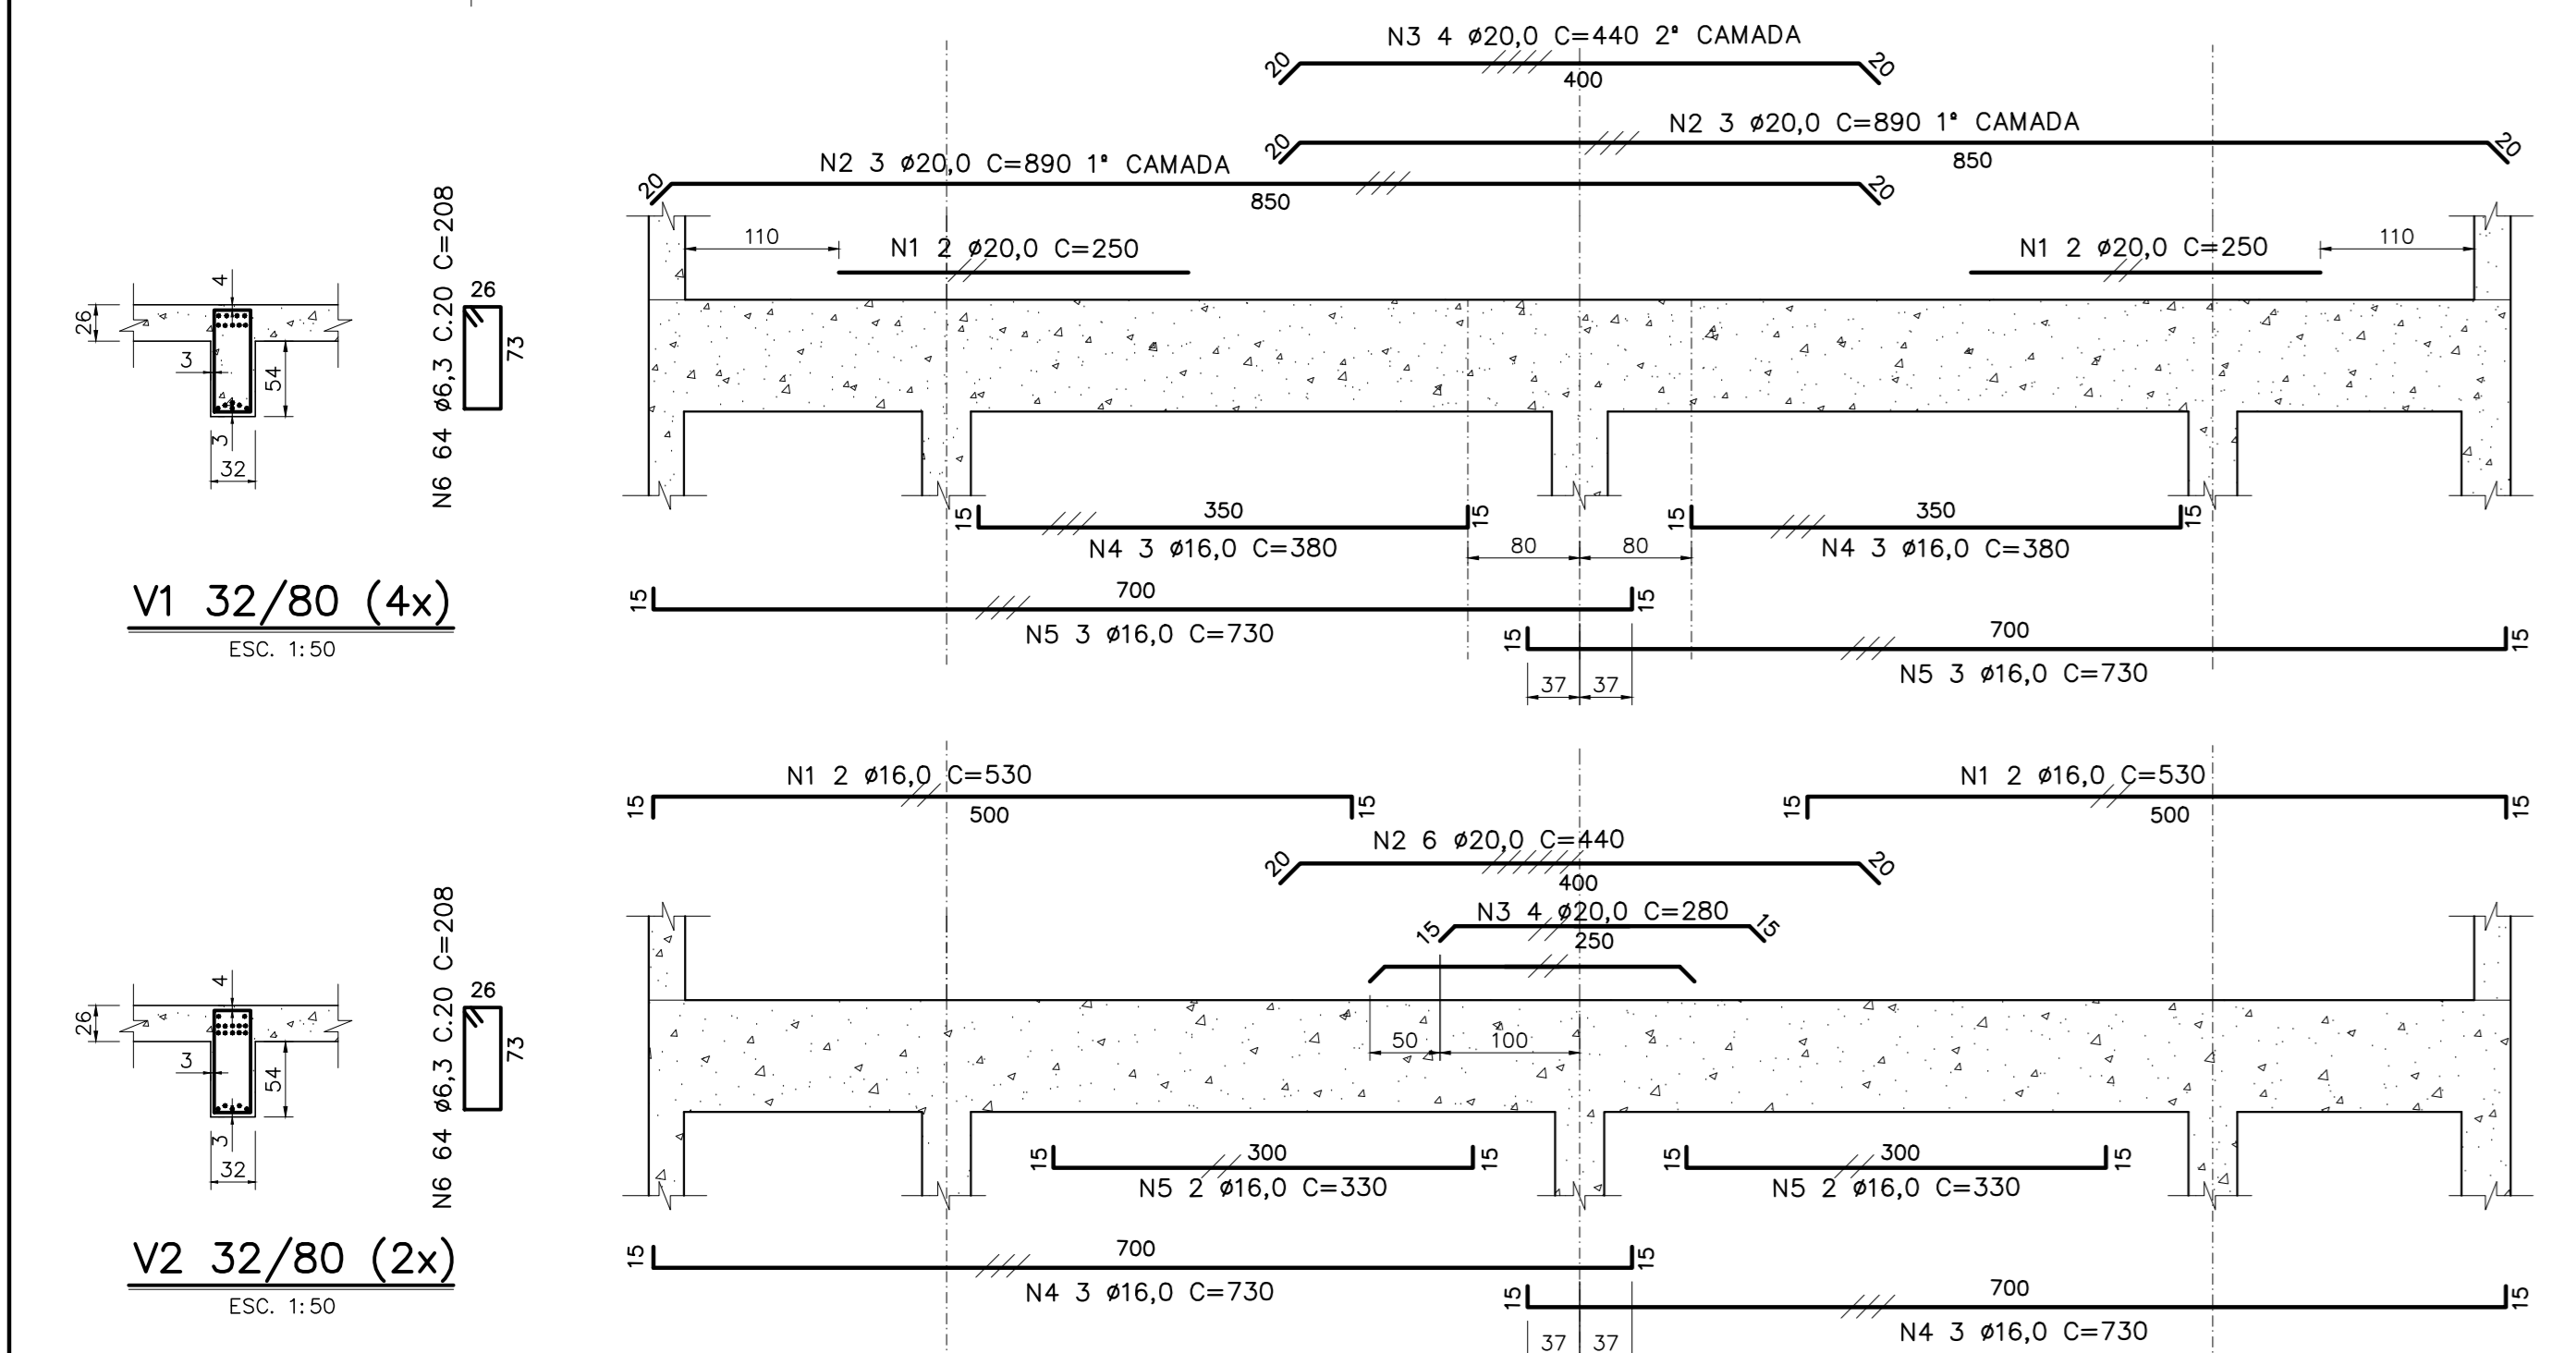 N3 4 ø20,0 C=440 2ª CAMADA
20 20
400
N2 3 ø20,0 C=890 1ª CAMADA
20 20
850
N2 3 ø20,0 C=890 1ª CAMADA
20 20
850
110
N1 2 ø20,0 C=250
N1 2 ø20,0 C=250
110
4
26
3
54
3
32
N6 64 ø6,3 C.20 C=208
26
73
15 350 15
N4 3 ø16,0 C=380
15 350 15
N4 3 ø16,0 C=380
80 80
V1 32/80 (4x)
ESC. 1:50
15 700 15
N5 3 ø16,0 C=730
15 700 15
N5 3 ø16,0 C=730
37 37
N1 2 ø16,0 C=530
15 500 15
N1 2 ø16,0 C=530
15 500 15
N2 6 ø20,0 C=440
20 20
400
N3 4 ø20,0 C=280
15 15
250
50 100
4
26
3
54
3
32
N6 64 ø6,3 C.20 C=208
26
73
15 300 15
N5 2 ø16,0 C=330
15 300 15
N5 2 ø16,0 C=330
V2 32/80 (2x)
ESC. 1:50
15 700 15
N4 3 ø16,0 C=730
15 700 15
N4 3 ø16,0 C=730
37 37